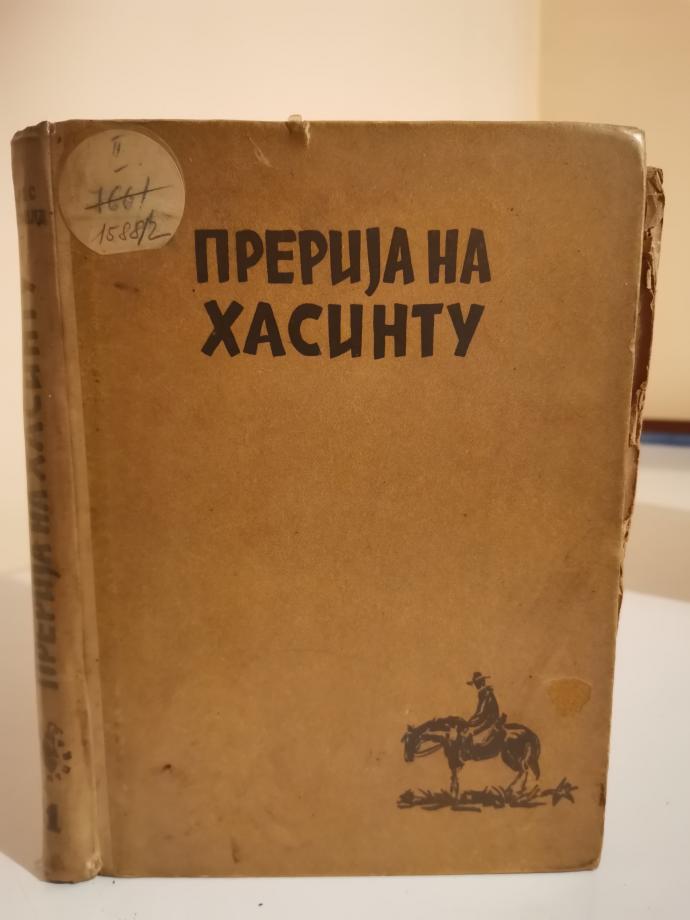 II
1661
1588/2
ПРЕРИЈА НА
ХАСИНТУ
ПРЕРИЈА НА ХАСИНТУ
1